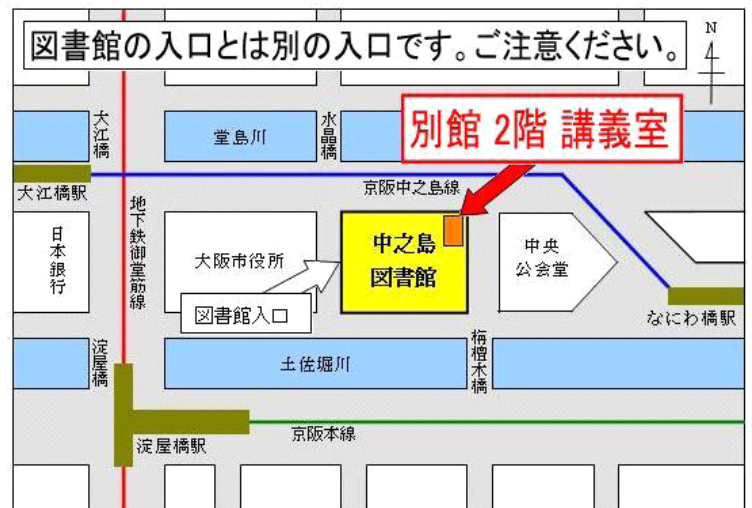 図書館の入口とは別の入口です。ご注意ください。
N
大江橋
堂島川
水晶橋
別館 2階 講義室
大江橋駅
京阪中之島線
地下鉄御堂筋線
日本銀行
大阪市役所
中之島
図書館
中央
公会堂
図書館入口
なにわ橋駅
淀屋橋
土佐堀川
栴檀木橋
淀屋橋駅
京阪本線